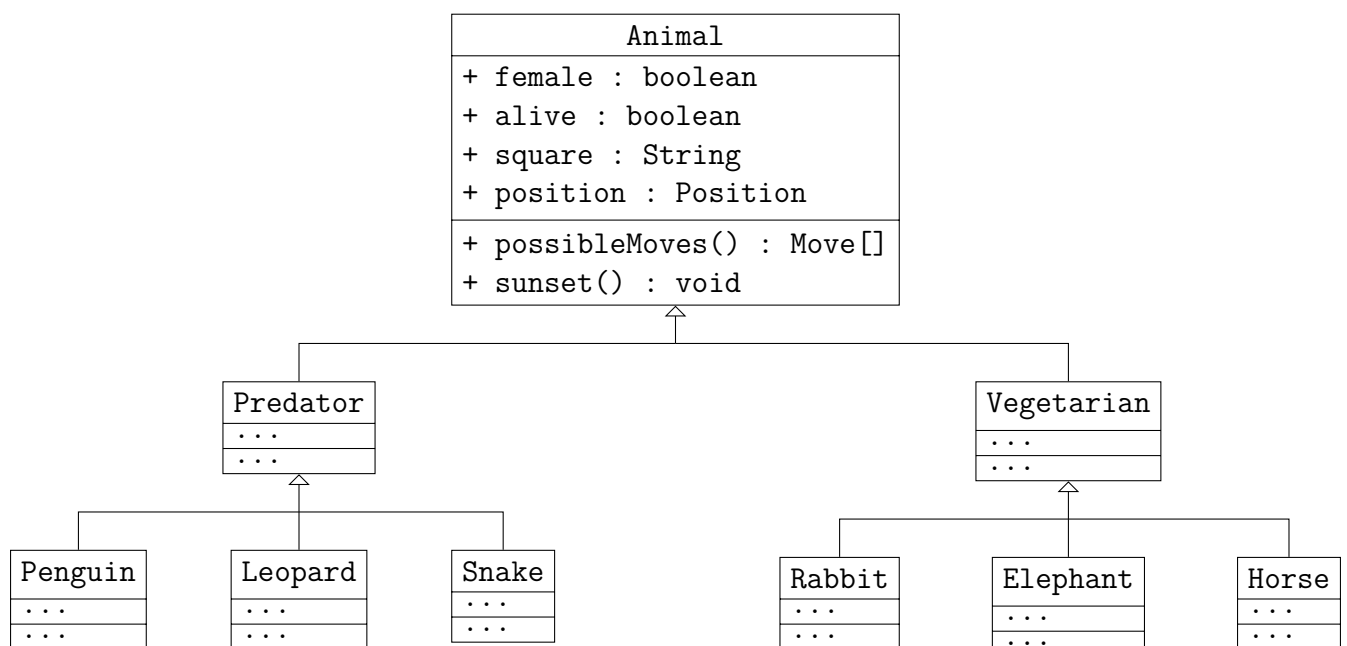 Animal
+ female : boolean
+ alive : boolean
+ square : String
+ position : Position
+ possibleMoves() : Move[]
+ sunset() : void
Predator
...
...
Vegetarian
...
...
Penguin
...
...
Leopard
...
...
Snake
...
...
Rabbit
...
...
Elephant
...
...
Horse
...
...